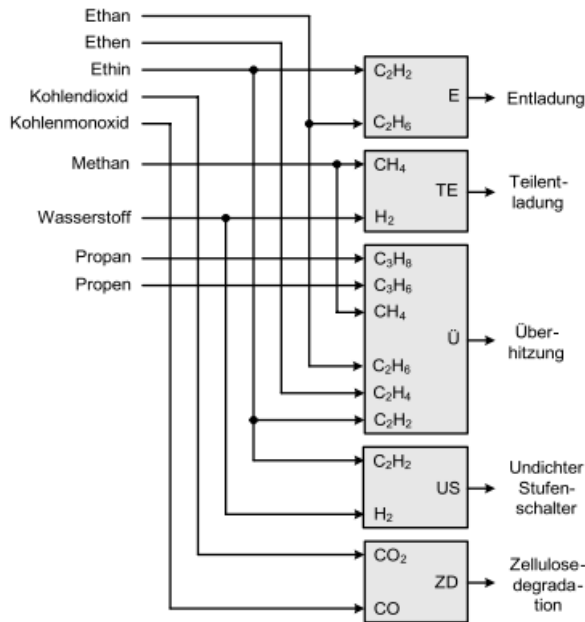 Ethan
Ethen
Ethin
Kohlendioxid
Kohlenmonoxid
Methan
Wasserstoff
Propan
Propen
C2H2
E
C2H6
Entladung
CH4
TE
H2
Teilent-
ladung
C3H8
C3H6
CH4
Ü
C2H6
C2H4
C2H2
Über-
hitzung
C2H2
US
H2
Undichter
Stufen-
schalter
CO2
ZD
CO
Zellulose-
degrada-
tion